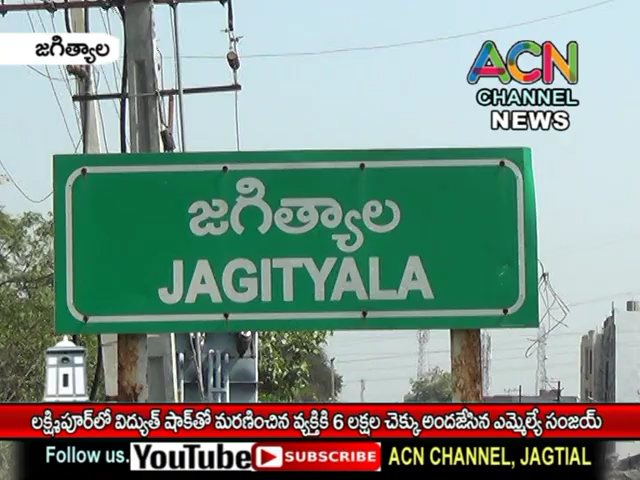 జగిత్యాల
ACN
CHANNEL
NEWS
జగిత్యాల
JAGITYALA
లక్ష్మిపూర్‌లో విద్యుత్ షాక్‌తో మరణించిన వ్యక్తికి 6 లక్షల చెక్కు అందజేసిన ఎమ్మెల్యే సంజయ్
Follow us. YouTube SUBSCRIBE ACN CHANNEL, JAGTIAL